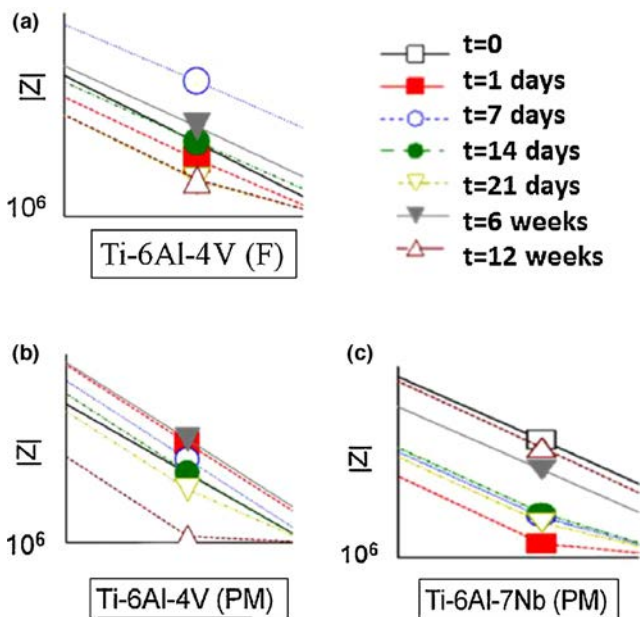 (a)
|Z|
10⁶
Ti-6Al-4V (F)
t=0
t=1 days
t=7 days
t=14 days
t=21 days
t=6 weeks
t=12 weeks
(b)
|Z|
10⁶
Ti-6Al-4V (PM)
(c)
|Z|
10⁶
Ti-6Al-7Nb (PM)